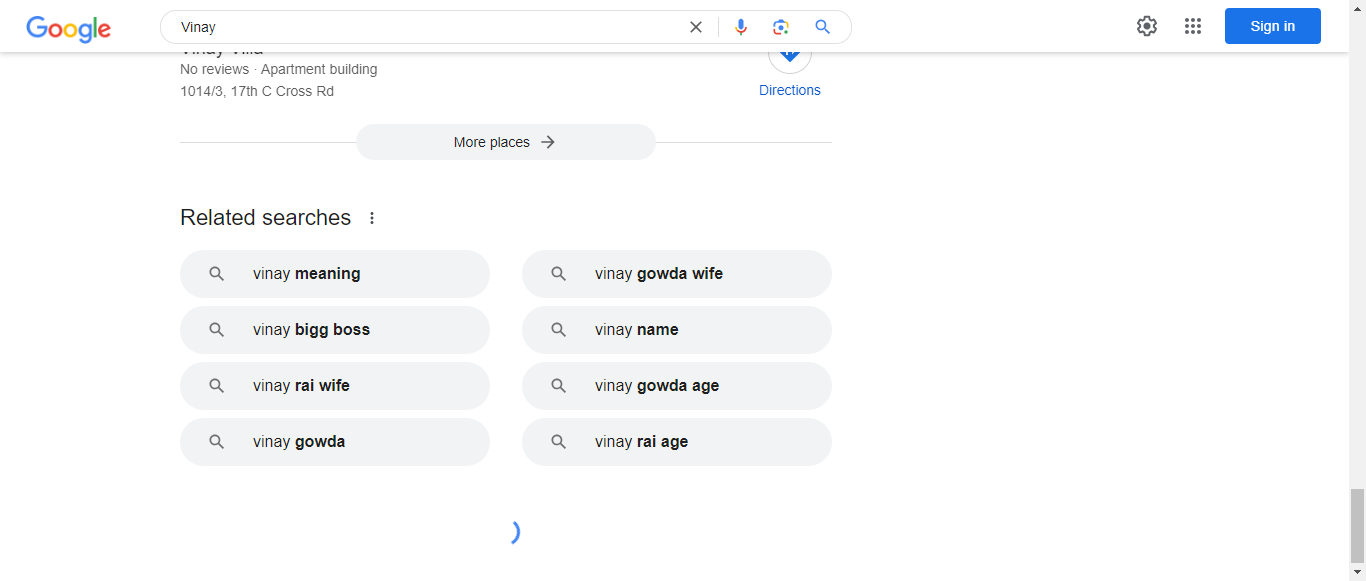 Google
Vinay
Sign in
Vinay Villa
No reviews · Apartment building
1014/3, 17th C Cross Rd
Directions
More places
Related searches
vinay meaning
vinay gowda wife
vinay bigg boss
vinay name
vinay rai wife
vinay gowda age
vinay gowda
vinay rai age